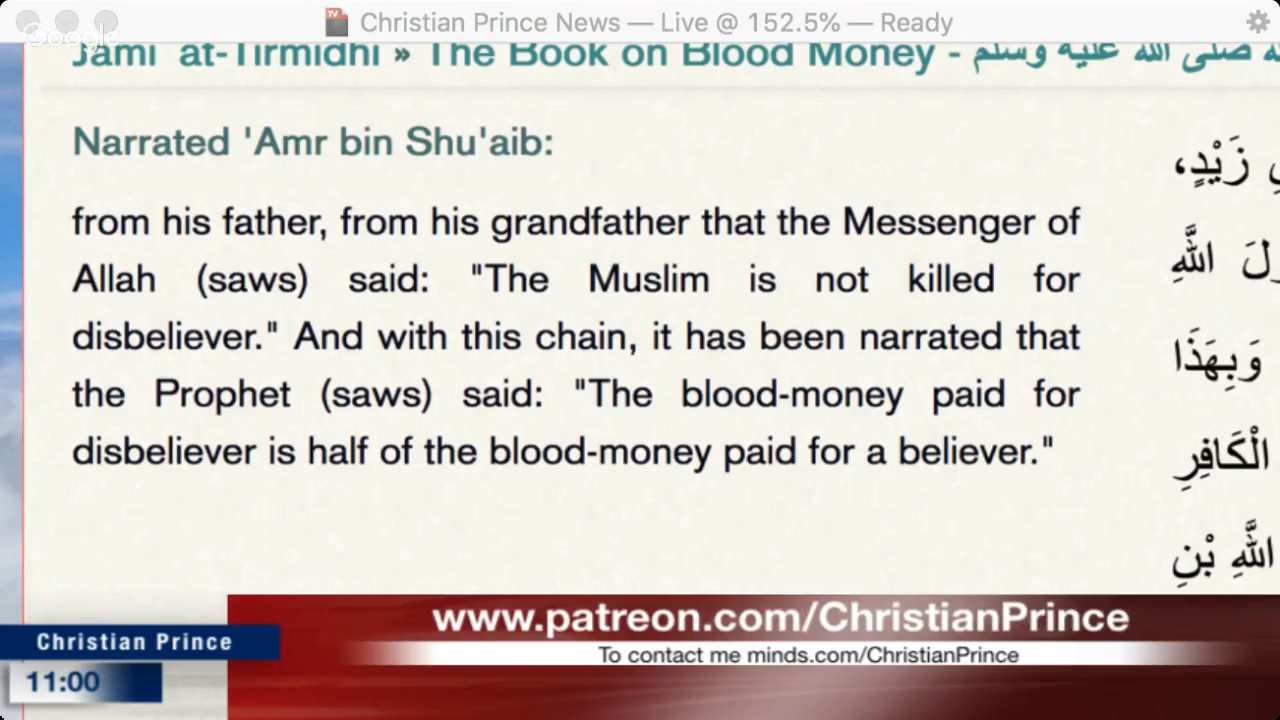 Christian Prince News — Live @ 152.5% — Ready
Google
TV
Jami` at-Tirmidhi » The Book on Blood Money - صلى الله عليه وسلم
Narrated 'Amr bin Shu'aib:
from his father, from his grandfather that the Messenger of
Allah (saws) said: "The Muslim is not killed for
disbeliever." And with this chain, it has been narrated that
the Prophet (saws) said: "The blood-money paid for
disbeliever is half of the blood-money paid for a believer."
زَيْدٍ،
اللَّهِ
وَبِهَذَا
الْكَافِرِ
اللَّهِ بْنِ
www.patreon.com/ChristianPrince
Christian Prince
To contact me minds.com/ChristianPrince
11:00